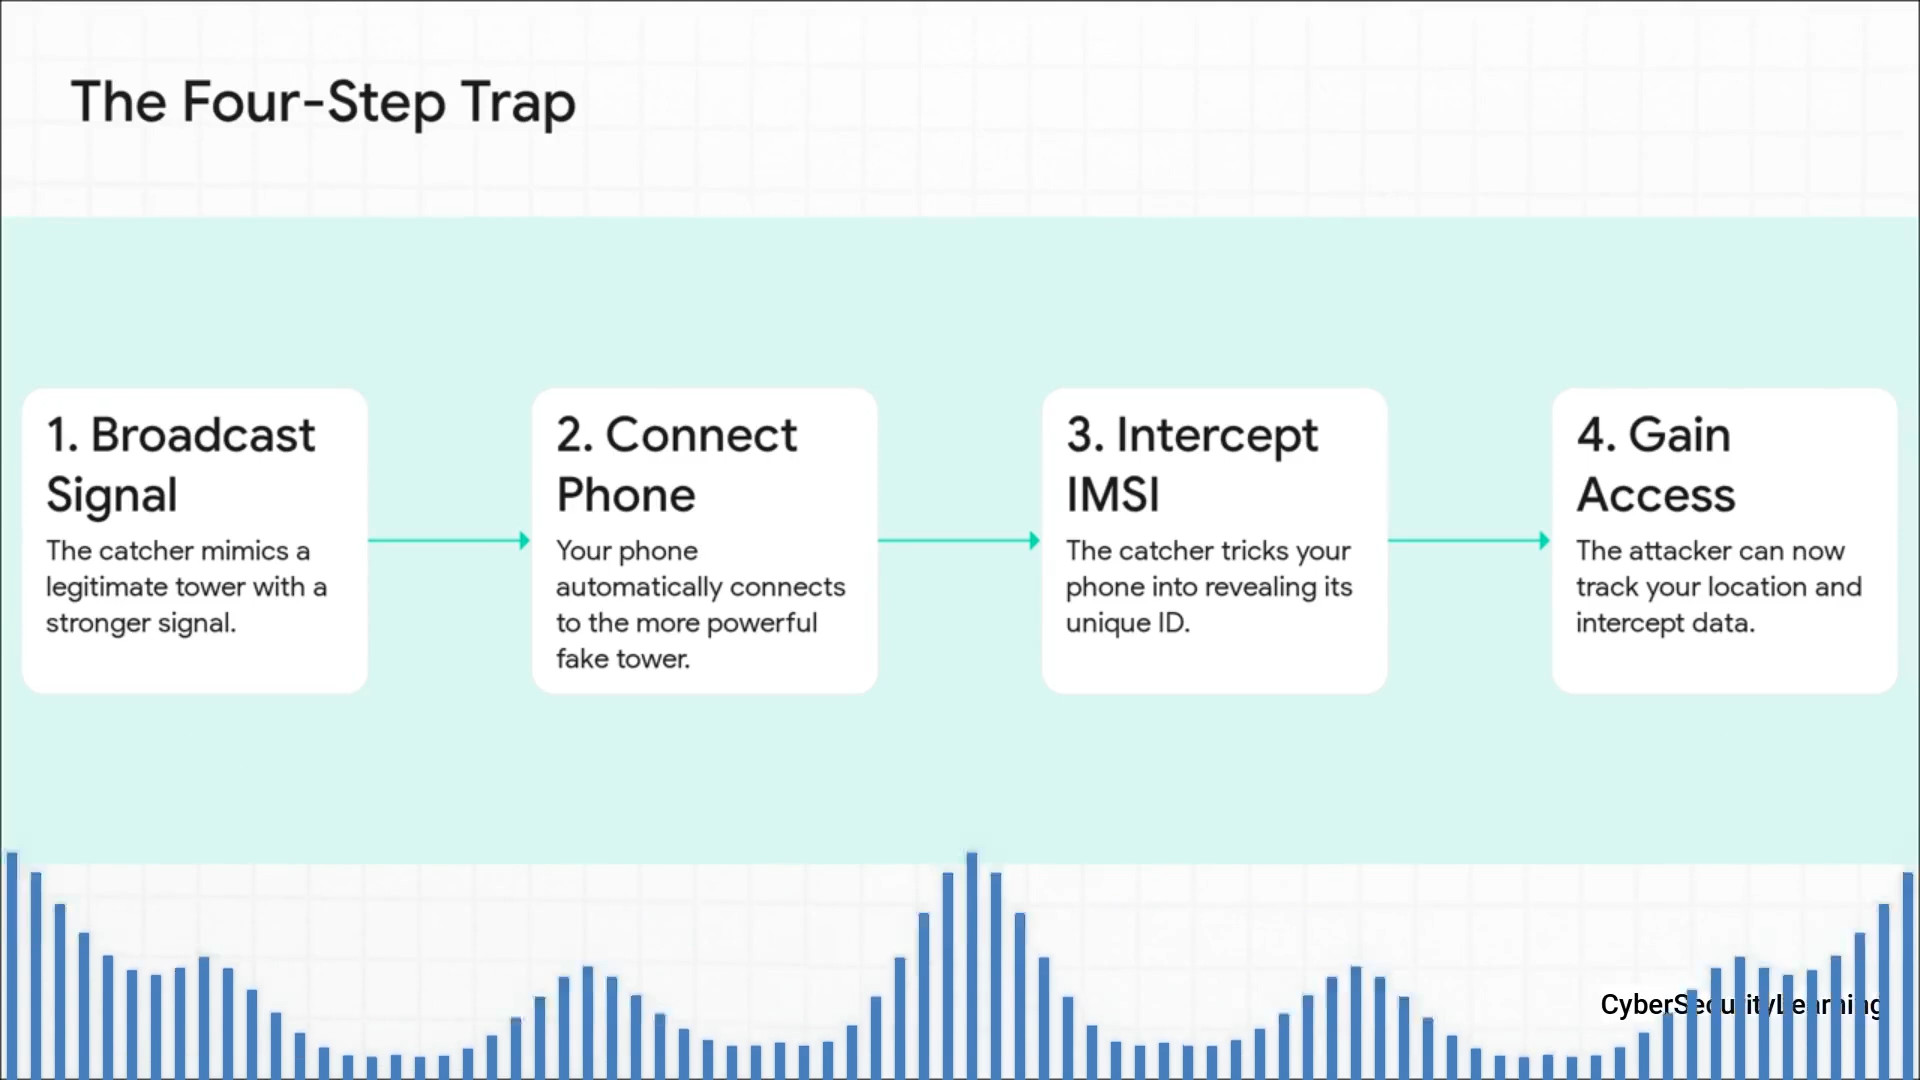 The Four-Step Trap
1. Broadcast
Signal
The catcher mimics a
legitimate tower with a
stronger signal.
2. Connect
Phone
Your phone
automatically connects
to the more powerful
fake tower.
3. Intercept
IMSI
The catcher tricks your
phone into revealing its
unique ID.
4. Gain
Access
The attacker can now
track your location and
intercept data.
CyberSecurityLearning